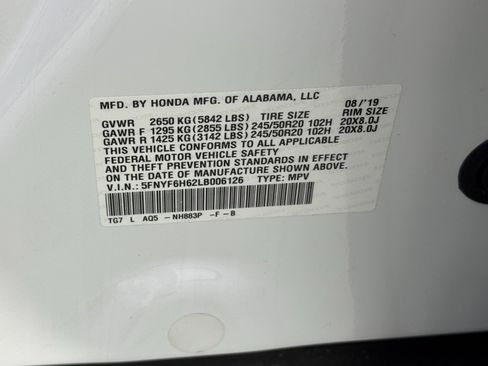 MFD. BY HONDA MFG. OF ALABAMA, LLC 08/'19
GVWR 2650 KG (5842 LBS) TIRE SIZE RIM SIZE
GAWR F 1295 KG (2855 LBS) 245/50R20 102H 20X8.0J
GAWR R 1425 KG (3142 LBS) 245/50R20 102H 20X8.0J
THIS VEHICLE CONFORMS TO ALL APPLICABLE
FEDERAL MOTOR VEHICLE SAFETY, BUMPER,
AND THEFT PREVENTION STANDARDS IN EFFECT
ON THE DATE OF MANUFACTURE SHOWN ABOVE.
V.I.N.: 5FNYF6H62LB006126 TYPE: MPV
TG7 L AQ5 -NH883P -F -B